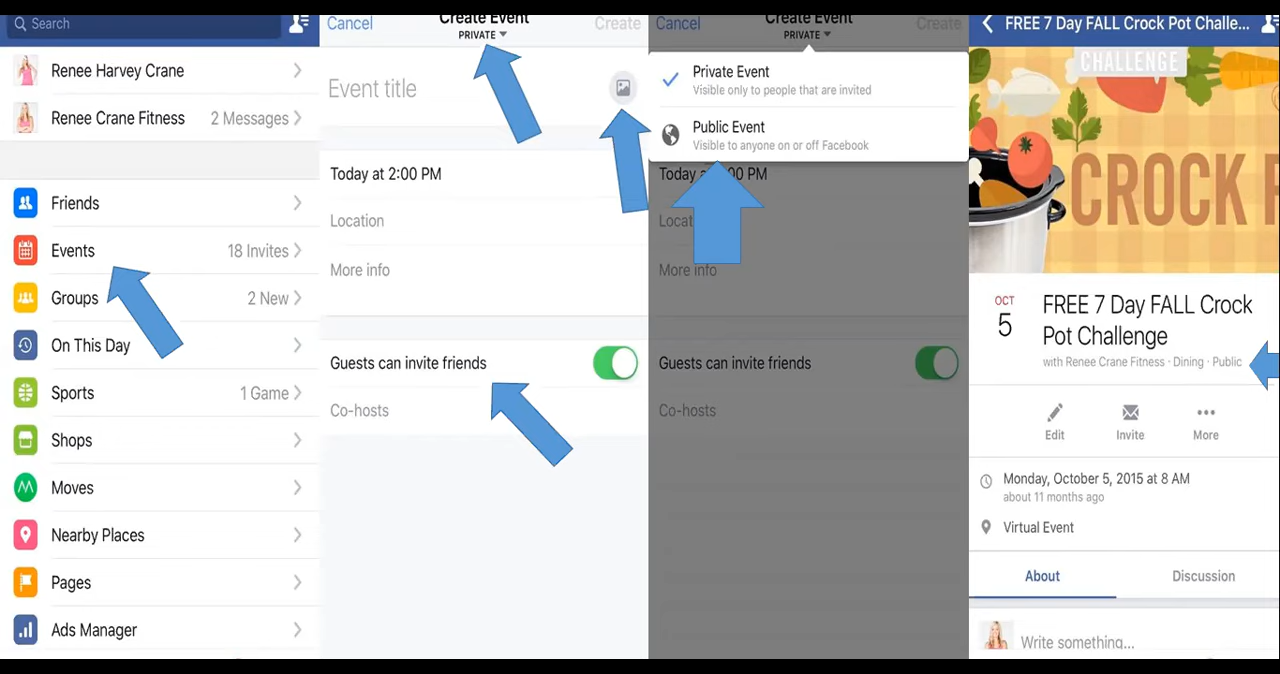 Search
Renee Harvey Crane
Renee Crane Fitness 2 Messages
Friends
Events 18 Invites
Groups 2 New
On This Day
Sports 1 Game
Shops
Moves
Nearby Places
Pages
Ads Manager
Cancel Create Event Create
PRIVATE
Event title
Today at 2:00 PM
Location
More info
Guests can invite friends
Co-hosts
Cancel Create Event Create
PRIVATE
Private Event
Visible only to people that are invited
Public Event
Visible to anyone on or off Facebook
Today PM
Locat
More info
Guests can invite friends
Co-hosts
FREE 7 Day FALL Crock Pot Challe...
CHALLENGE
CROCK P
OCT
5
FREE 7 Day FALL Crock
Pot Challenge
with Renee Crane Fitness · Dining · Public
Edit Invite More
Monday, October 5, 2015 at 8 AM
about 11 months ago
Virtual Event
About Discussion
Write something...